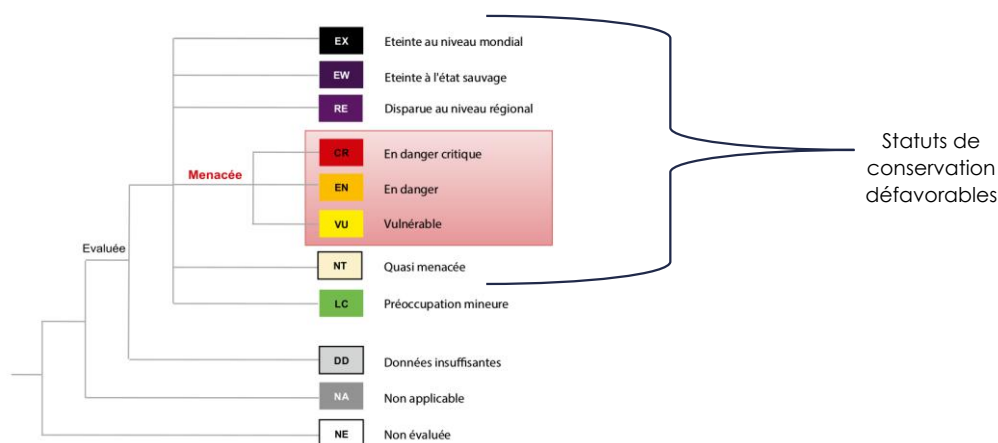 EX Eteinte au niveau mondial
EW Eteinte à l'état sauvage
RE Disparue au niveau régional
CR En danger critique
Menacée
EN En danger
VU Vulnérable
Evaluée
NT Quasi menacée
LC Préoccupation mineure
DD Données insuffisantes
NA Non applicable
NE Non évaluée
Statuts de
conservation
défavorables